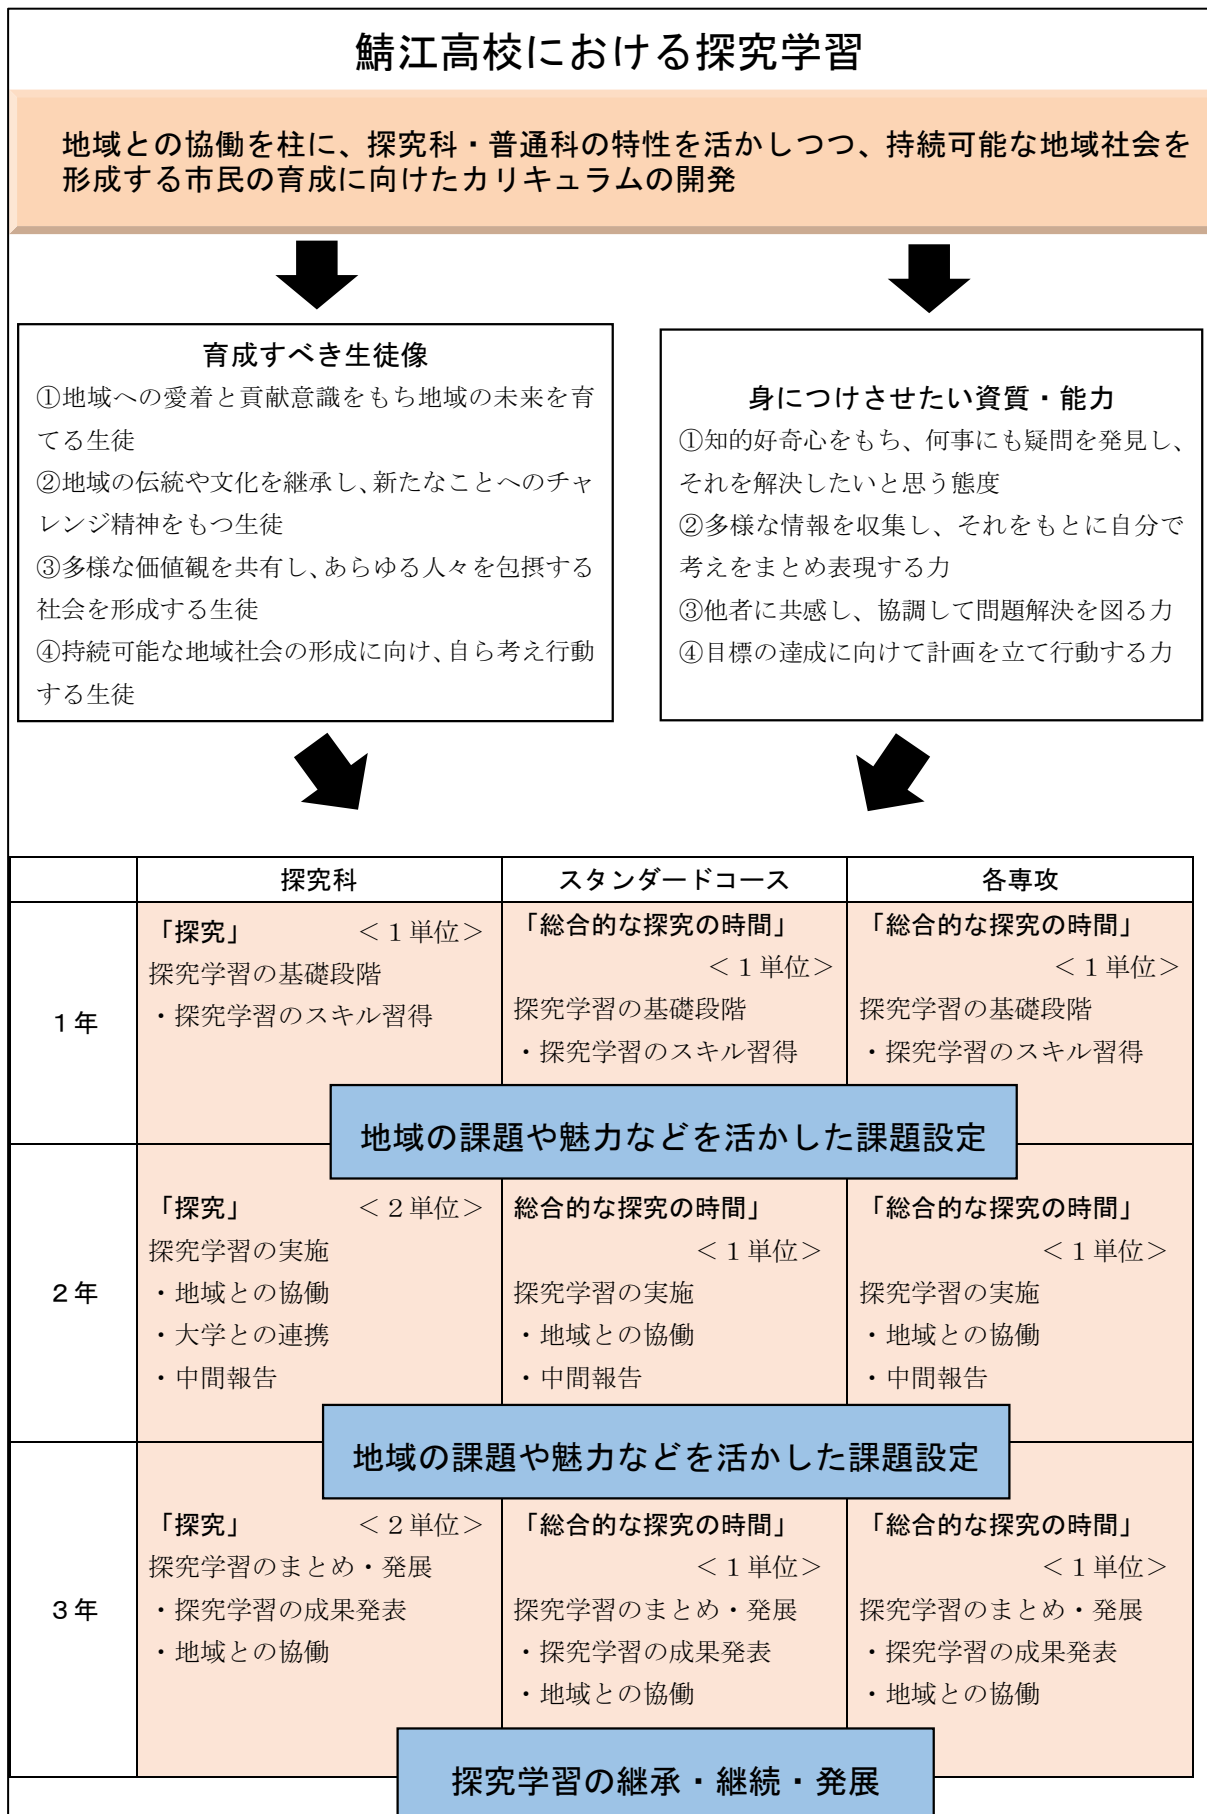 鯖江高校における探究学習
地域との協働を柱に、探究科・普通科の特性を活かしつつ、持続可能な地域社会を
形成する市民の育成に向けたカリキュラムの開発
育成すべき生徒像
①地域への愛着と貢献意識をもち地域の未来を育
てる生徒
②地域の伝統や文化を継承し、新たなことへのチャ
レンジ精神をもつ生徒
③多様な価値観を共有し、あらゆる人々を包摂する
社会を形成する生徒
④持続可能な地域社会の形成に向け、自ら考え行動
する生徒
身につけさせたい資質・能力
①知的好奇心をもち、何事にも疑問を発見し、
それを解決したいと思う態度
②多様な情報を収集し、それをもとに自分で
考えをまとめ表現する力
③他者に共感し、協調して問題解決を図る力
④目標の達成に向けて計画を立て行動する力
探究科
スタンダードコース
各専攻
1年
「探究」 <1単位>
探究学習の基礎段階
・探究学習のスキル習得
「総合的な探究の時間」
<1単位>
探究学習の基礎段階
・探究学習のスキル習得
「総合的な探究の時間」
<1単位>
探究学習の基礎段階
・探究学習のスキル習得
地域の課題や魅力などを活かした課題設定
2年
「探究」 <2単位>
探究学習の実施
・地域との協働
・大学との連携
・中間報告
総合的な探究の時間」
<1単位>
探究学習の実施
・地域との協働
・中間報告
「総合的な探究の時間」
<1単位>
探究学習の実施
・地域との協働
・中間報告
地域の課題や魅力などを活かした課題設定
3年
「探究」 <2単位>
探究学習のまとめ・発展
・探究学習の成果発表
・地域との協働
「総合的な探究の時間」
<1単位>
探究学習のまとめ・発展
・探究学習の成果発表
・地域との協働
「総合的な探究の時間」
<1単位>
探究学習のまとめ・発展
・探究学習の成果発表
・地域との協働
探究学習の継承・継続・発展